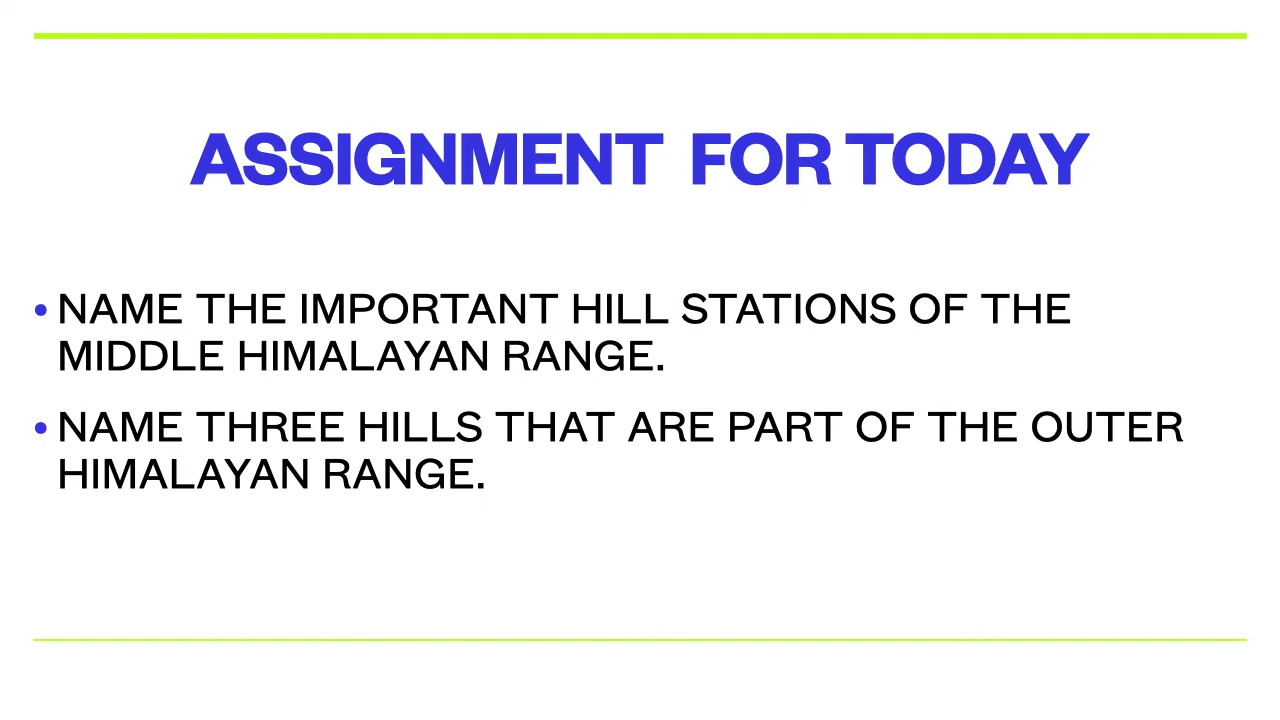 ASSIGNMENT FOR TODAY
• NAME THE IMPORTANT HILL STATIONS OF THE
MIDDLE HIMALAYAN RANGE.
• NAME THREE HILLS THAT ARE PART OF THE OUTER
HIMALAYAN RANGE.